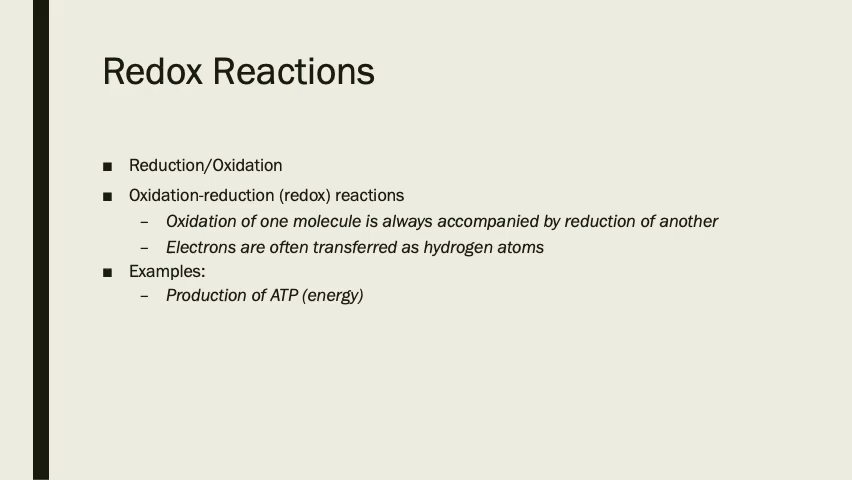 Redox Reactions
■ Reduction/Oxidation
■ Oxidation-reduction (redox) reactions
– Oxidation of one molecule is always accompanied by reduction of another
– Electrons are often transferred as hydrogen atoms
■ Examples:
– Production of ATP (energy)